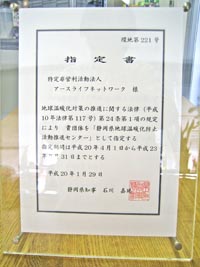 環地第221号
指定書
特定非営利活動法人
アースライフネットワーク 様
地球温暖化対策の推進に関する法律(平成
10年法律第117号)第24条第1項の規定
により、貴団体を「静岡県地球温暖化防止
活動推進センター」として指定する
指定期間は平成20年4月1から平成23
年 月31日までとする
平成20年1月29日
静岡県知事 石川 嘉延